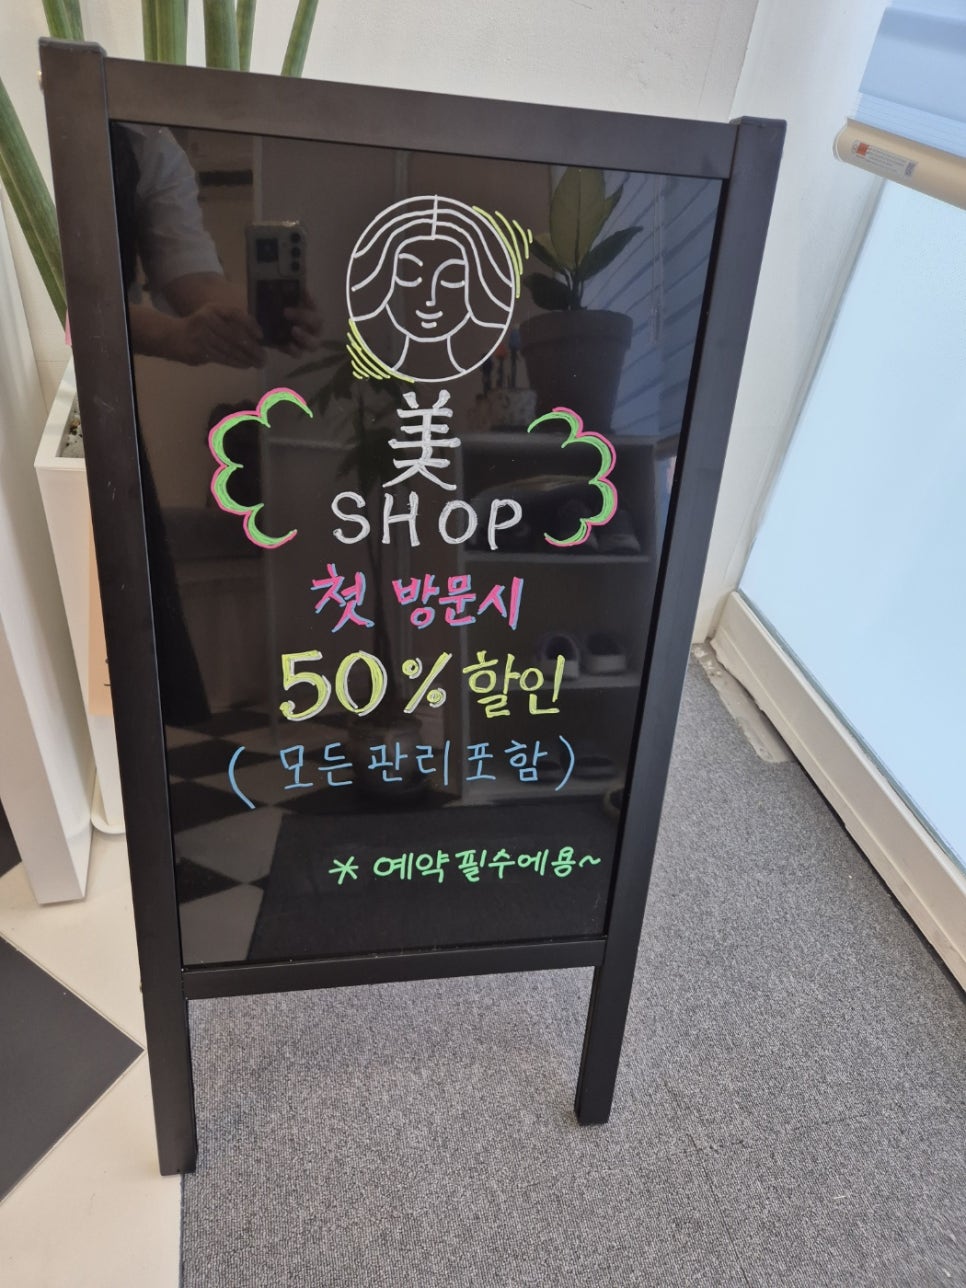 美
SHOP
첫 방문시
50% 할인
(모든관리포함)
* 예약필수에용~